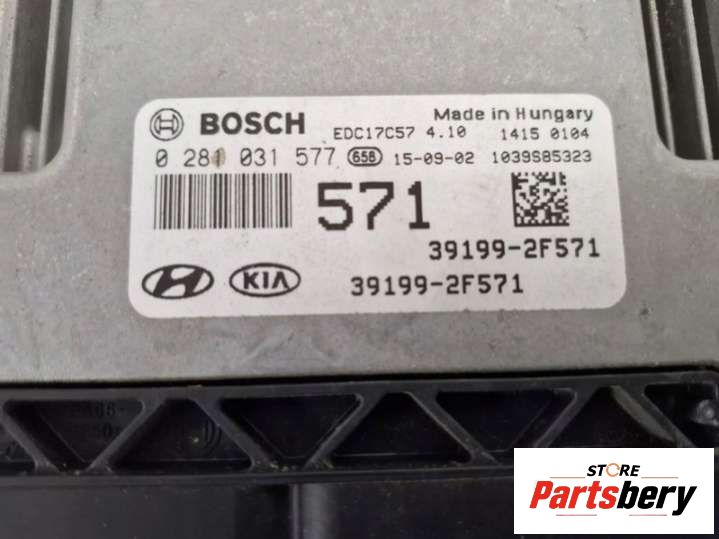 BOSCH
Made in Hungary
EDC17C57 4.10 1415 0104
0 281 031 577 656 15-09-02 1039S85323
571
39199-2F571
KIA 39199-2F571
STORE
Partsbery